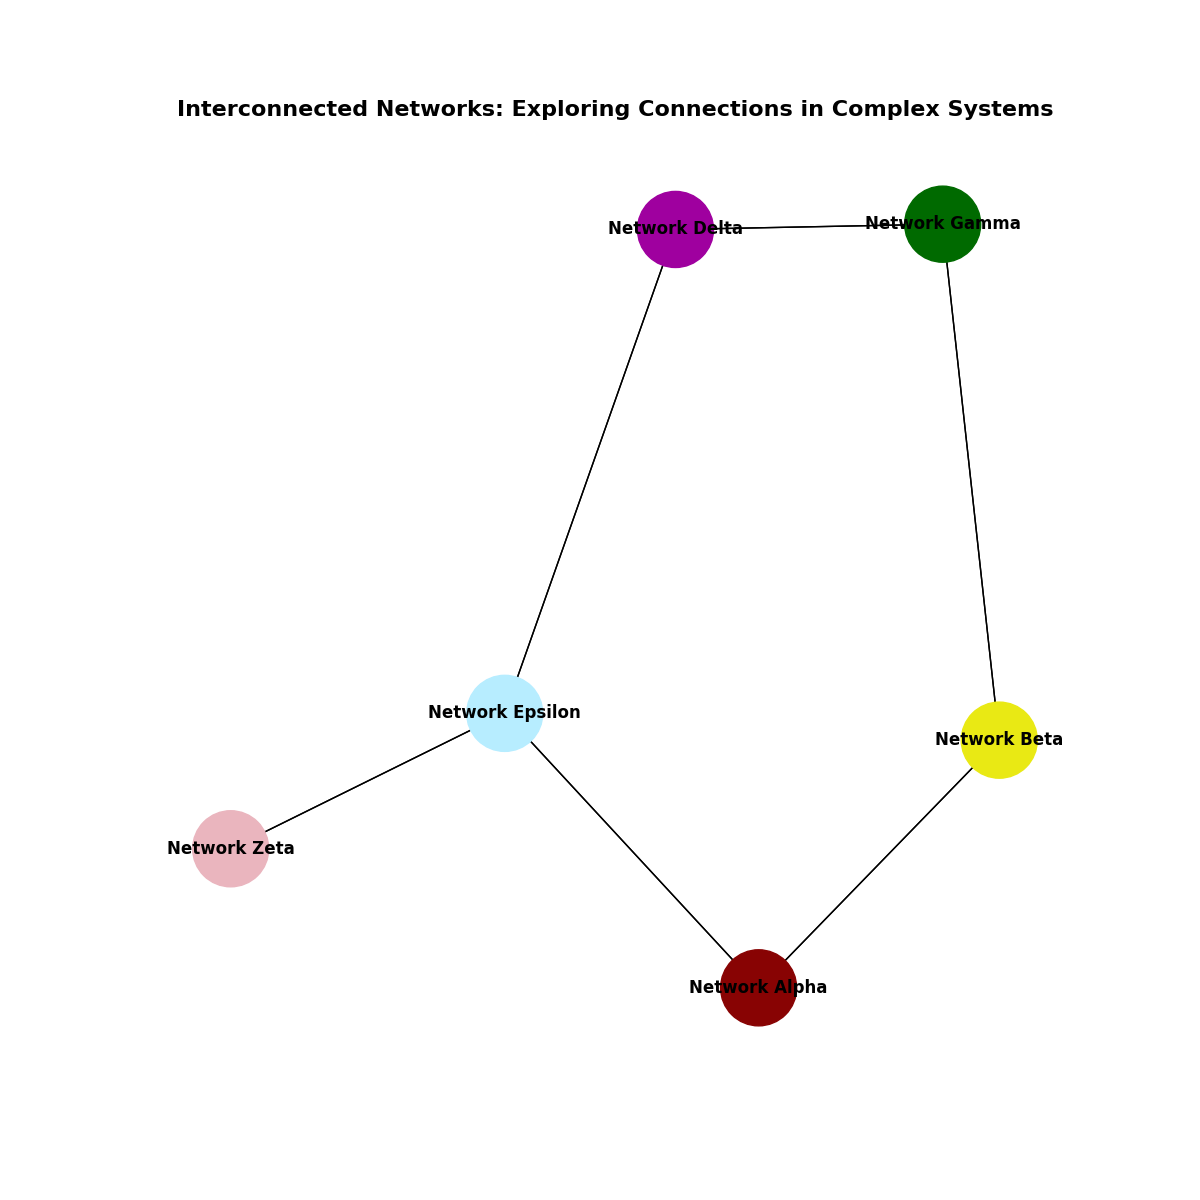 Interconnected Networks: Exploring Connections in Complex Systems
Network Delta
Network Gamma
Network Epsilon
Network Beta
Network Zeta
Network Alpha